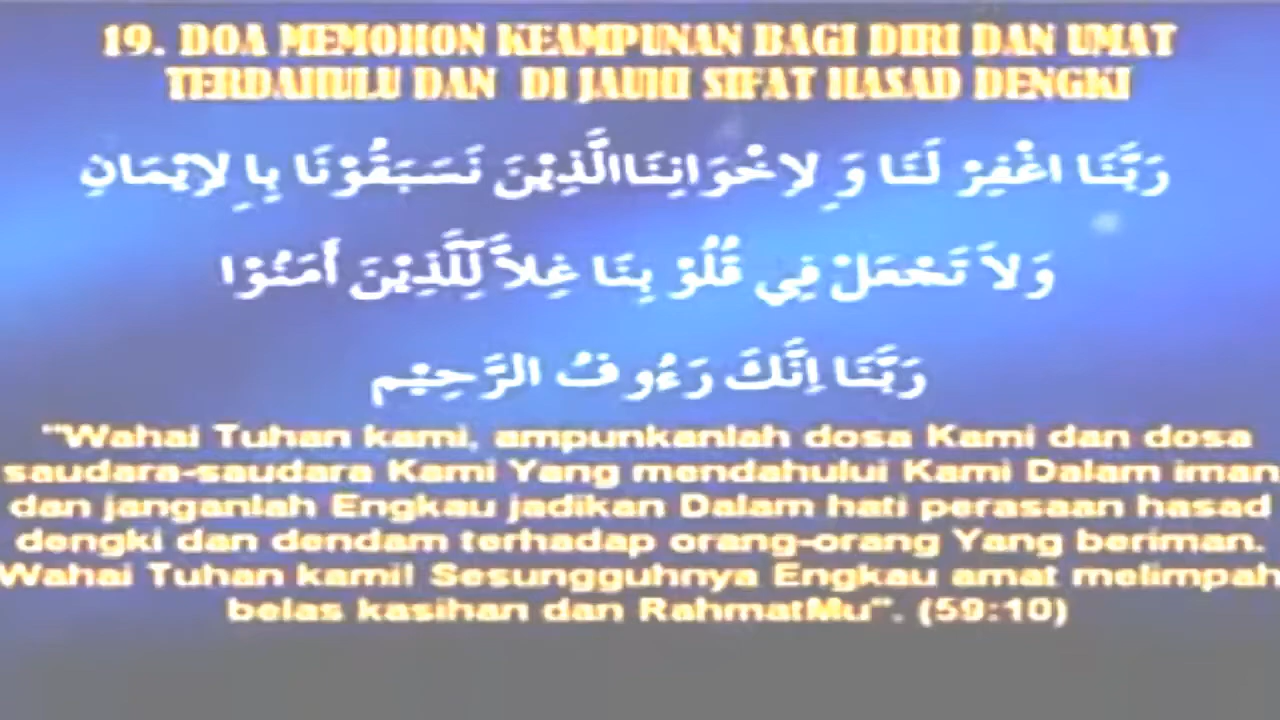 19. DOA MEMOHON KEAMPUNAN BAGI DIRI DAN UMAT
TERDAHULU DAN DI JAUHI SIFAT HASAD DENGKI
رَبَّنَا اغْفِرْ لَنَا وَ لِاخْوَانِنَاالَّذِيْنَ نَسَبَقُوْنَا بِا لِايْمَانِ
وَلاَ تَحْمَلْ فِي قُلُوْ بِنَا غِلاًّ لِّلَّذِيْنَ أَمَنُوْا
رَبَّنَا اِنَّكَ رَءُو فُ الرَّحِيْم
"Wahai Tuhan kami, ampunkanlah dosa Kami dan dosa
saudara-saudara Kami Yang mendahului Kami Dalam iman
dan janganlah Engkau jadikan Dalam hati perasaan hasad
dengki dan dendam terhadap orang-orang Yang beriman.
Wahai Tuhan kami! Sesungguhnya Engkau amat melimpah
belas kasihan dan RahmatMu". (59:10)